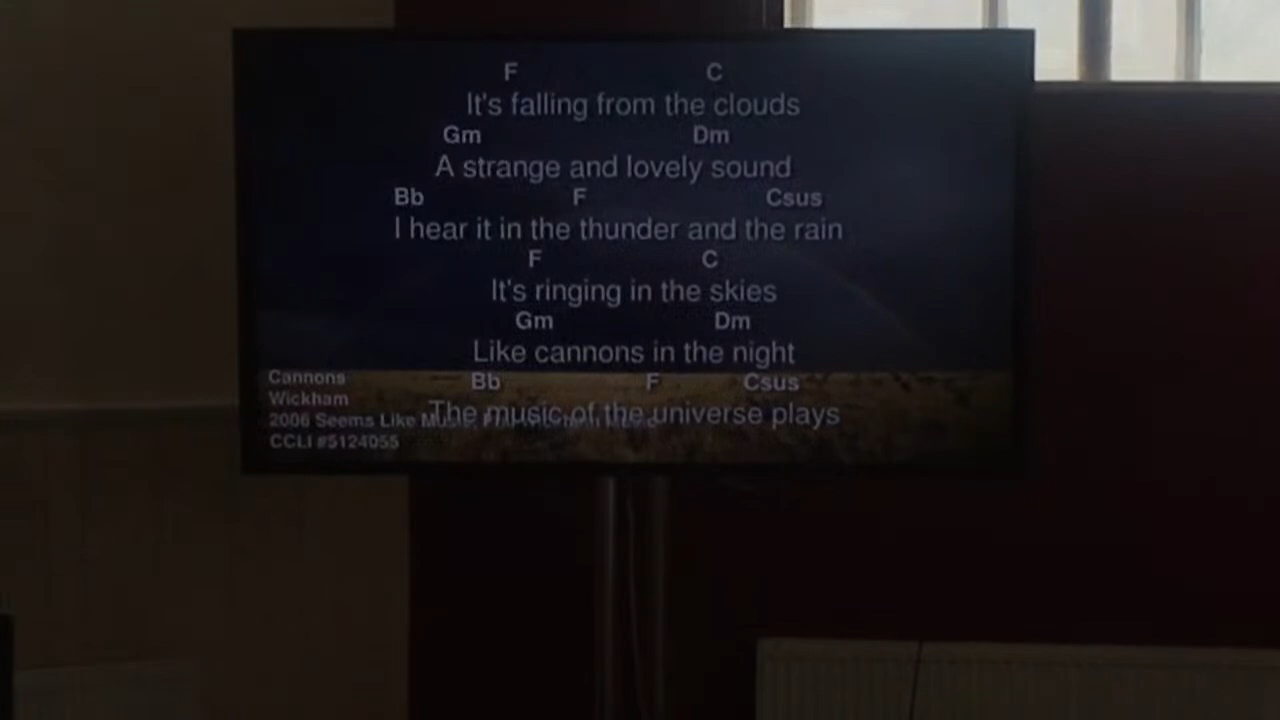 F C
It's falling from the clouds
Gm Dm
A strange and lovely sound
Bb F Csus
I hear it in the thunder and the rain
F C
It's ringing in the skies
Gm Dm
Like cannons in the night
Bb F Csus
The music of the universe plays
Cannons
Wickham
2006 Seems Like Music
CCLI #5124055